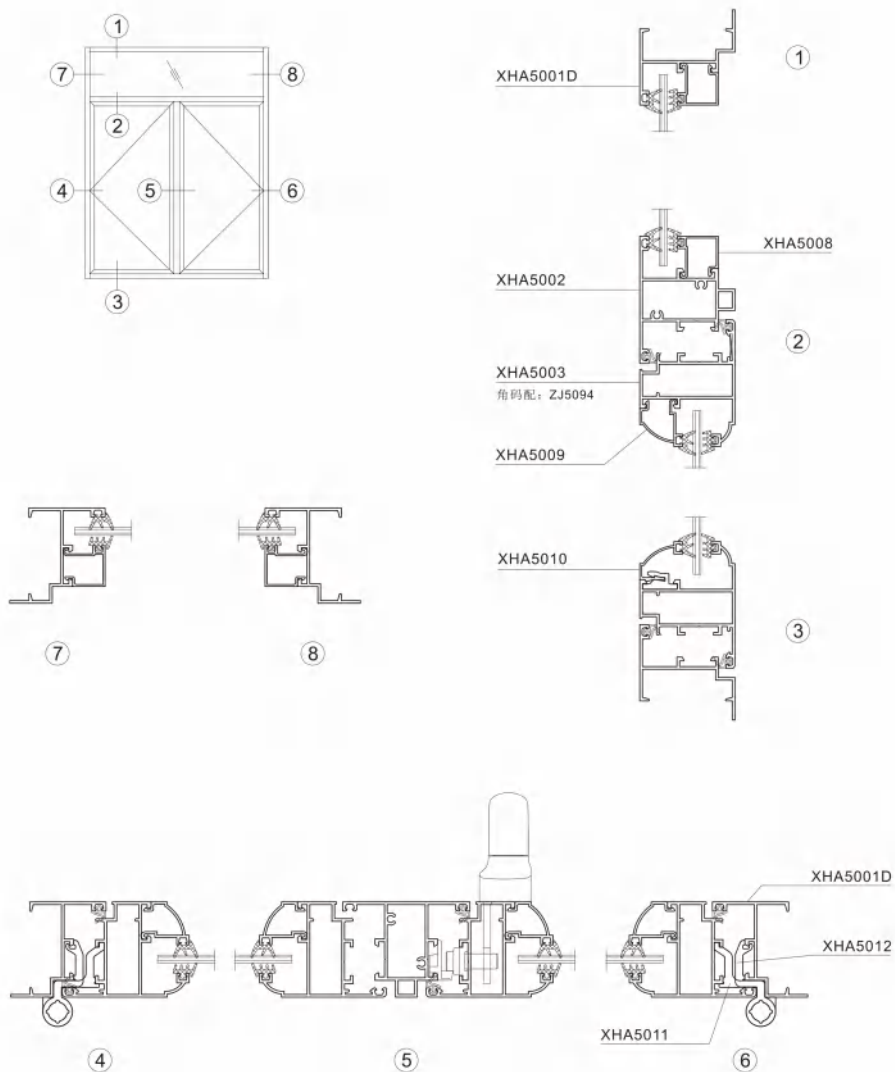 ①
⑦
⑧
②
④
⑤
⑥
③
XHA5001D
①
XHA5008
XHA5002
②
XHA5003
角码配：ZJ5094
XHA5009
XHA5010
③
⑦
⑧
XHA5001D
XHA5012
XHA5011
④
⑤
⑥